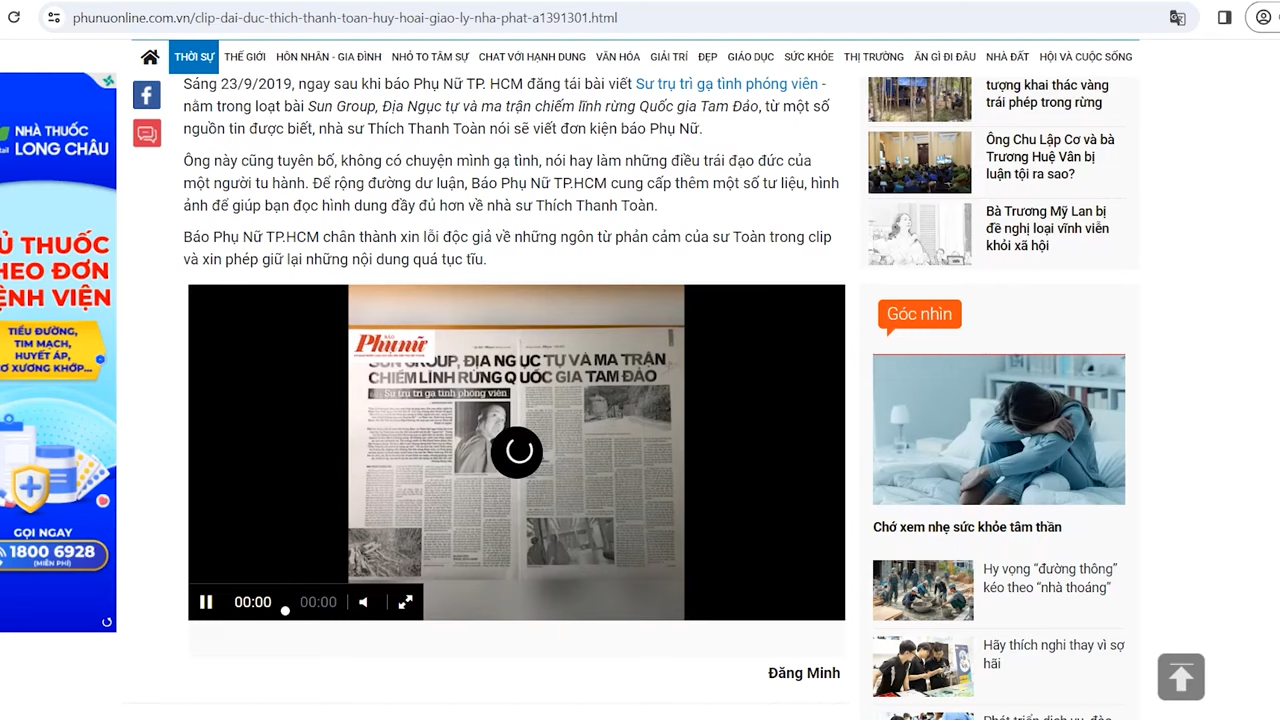 phunuonline.com.vn/clip-dai-duc-thich-thanh-toan-huy-hoai-giao-ly-nha-phat-a1391301.html
THỜI SỰ THẾ GIỚI HÔN NHÂN - GIA ĐÌNH NHỎ TO TÂM SỰ CHAT VỚI HẠNH DUNG VĂN HÓA GIẢI TRÍ ĐẸP GIÁO DỤC SỨC KHỎE THỊ TRƯỜNG ĂN GÌ ĐI ĐÂU NHÀ ĐẤT HỘI VÀ CUỘC SỐNG
Sáng 23/9/2019, ngay sau khi báo Phụ Nữ TP. HCM đăng tải bài viết Sư trụ trì gạ tình phóng viên -
nằm trong loạt bài Sun Group, Địa Ngục tự và ma trận chiếm lĩnh rừng Quốc gia Tam Đảo, từ một số
nguồn tin được biết, nhà sư Thích Thanh Toàn nói sẽ viết đơn kiện báo Phụ Nữ.
Ông này cũng tuyên bố, không có chuyện mình gạ tình, nói hay làm những điều trái đạo đức của
một người tu hành. Để rộng đường dư luận, Báo Phụ Nữ TP.HCM cung cấp thêm một số tư liệu, hình
ảnh để giúp bạn đọc hình dung đầy đủ hơn về nhà sư Thích Thanh Toàn.
Báo Phụ Nữ TP.HCM chân thành xin lỗi độc giả về những ngôn từ phản cảm của sư Toàn trong clip
và xin phép giữ lại những nội dung quá tục tĩu.
BÁO
Phụ nữ
SUN GROUP, ĐỊA NGỤC TỰ VÀ MA TRẬN
CHIẾM LĨNH RỪNG QUỐC GIA TAM ĐẢO
Sư trụ trì gạ tình phóng viên
00:00 00:00
Đăng Minh
NHÀ THUỐC
LONG CHÂU
Ủ THUỐC
HEO ĐƠN
ỆNH VIỆN
TIỂU ĐƯỜNG,
TIM MẠCH,
HUYẾT ÁP,
Ơ XƯƠNG KHỚP...
GỌI NGAY
1800 6928
(MIỄN PHÍ)
tượng khai thác vàng
trái phép trong rừng
Ông Chu Lập Cơ và bà
Trương Huệ Vân bị
luận tội ra sao?
Bà Trương Mỹ Lan bị
đề nghị loại vĩnh viễn
khỏi xã hội
Góc nhìn
Chớ xem nhẹ sức khỏe tâm thần
Hy vọng “đường thông”
kéo theo “nhà thoáng”
Hãy thích nghi thay vì sợ
hãi
Phát triển dịch vụ, đào